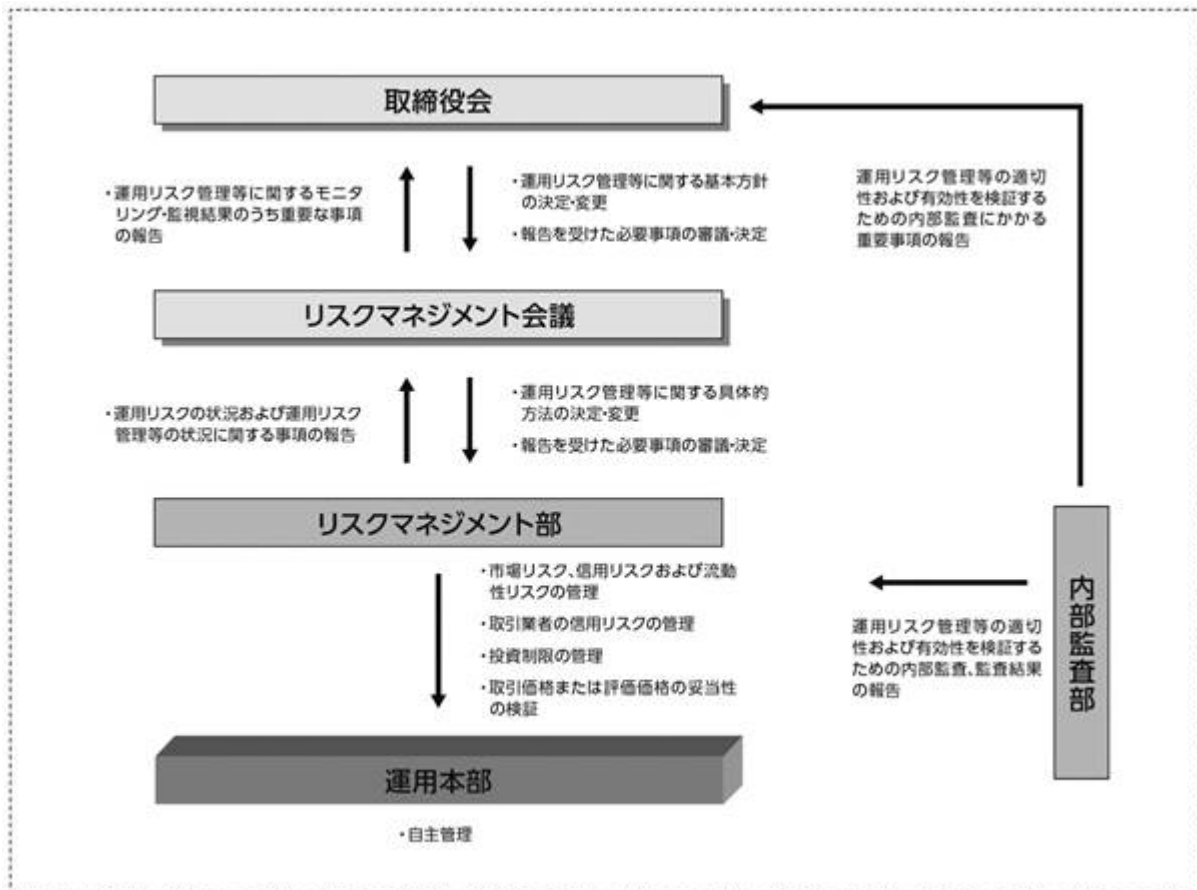 取締役会
・運用リスク管理等に関するモニタ
リング・監視結果のうち重要な事項
の報告
・運用リスク管理等に関する基本方針
の決定・変更
・報告を受けた必要事項の審議・決定
運用リスク管理等の適切
性および有効性を検証する
ための内部監査にかかる
重要事項の報告
リスクマネジメント会議
・運用リスクの状況および運用リスク
管理等の状況に関する事項の報告
・運用リスク管理等に関する具体的
方法の決定・変更
・報告を受けた必要事項の審議・決定
リスクマネジメント部
・市場リスク、信用リスクおよび流動
性リスクの管理
・取引業者の信用リスクの管理
・投資制限の管理
・取引価格または評価価格の妥当性
の検証
運用リスク管理等の適切
性および有効性を検証する
ための内部監査、監査結果
の報告
内部監査部
運用本部
・自主管理